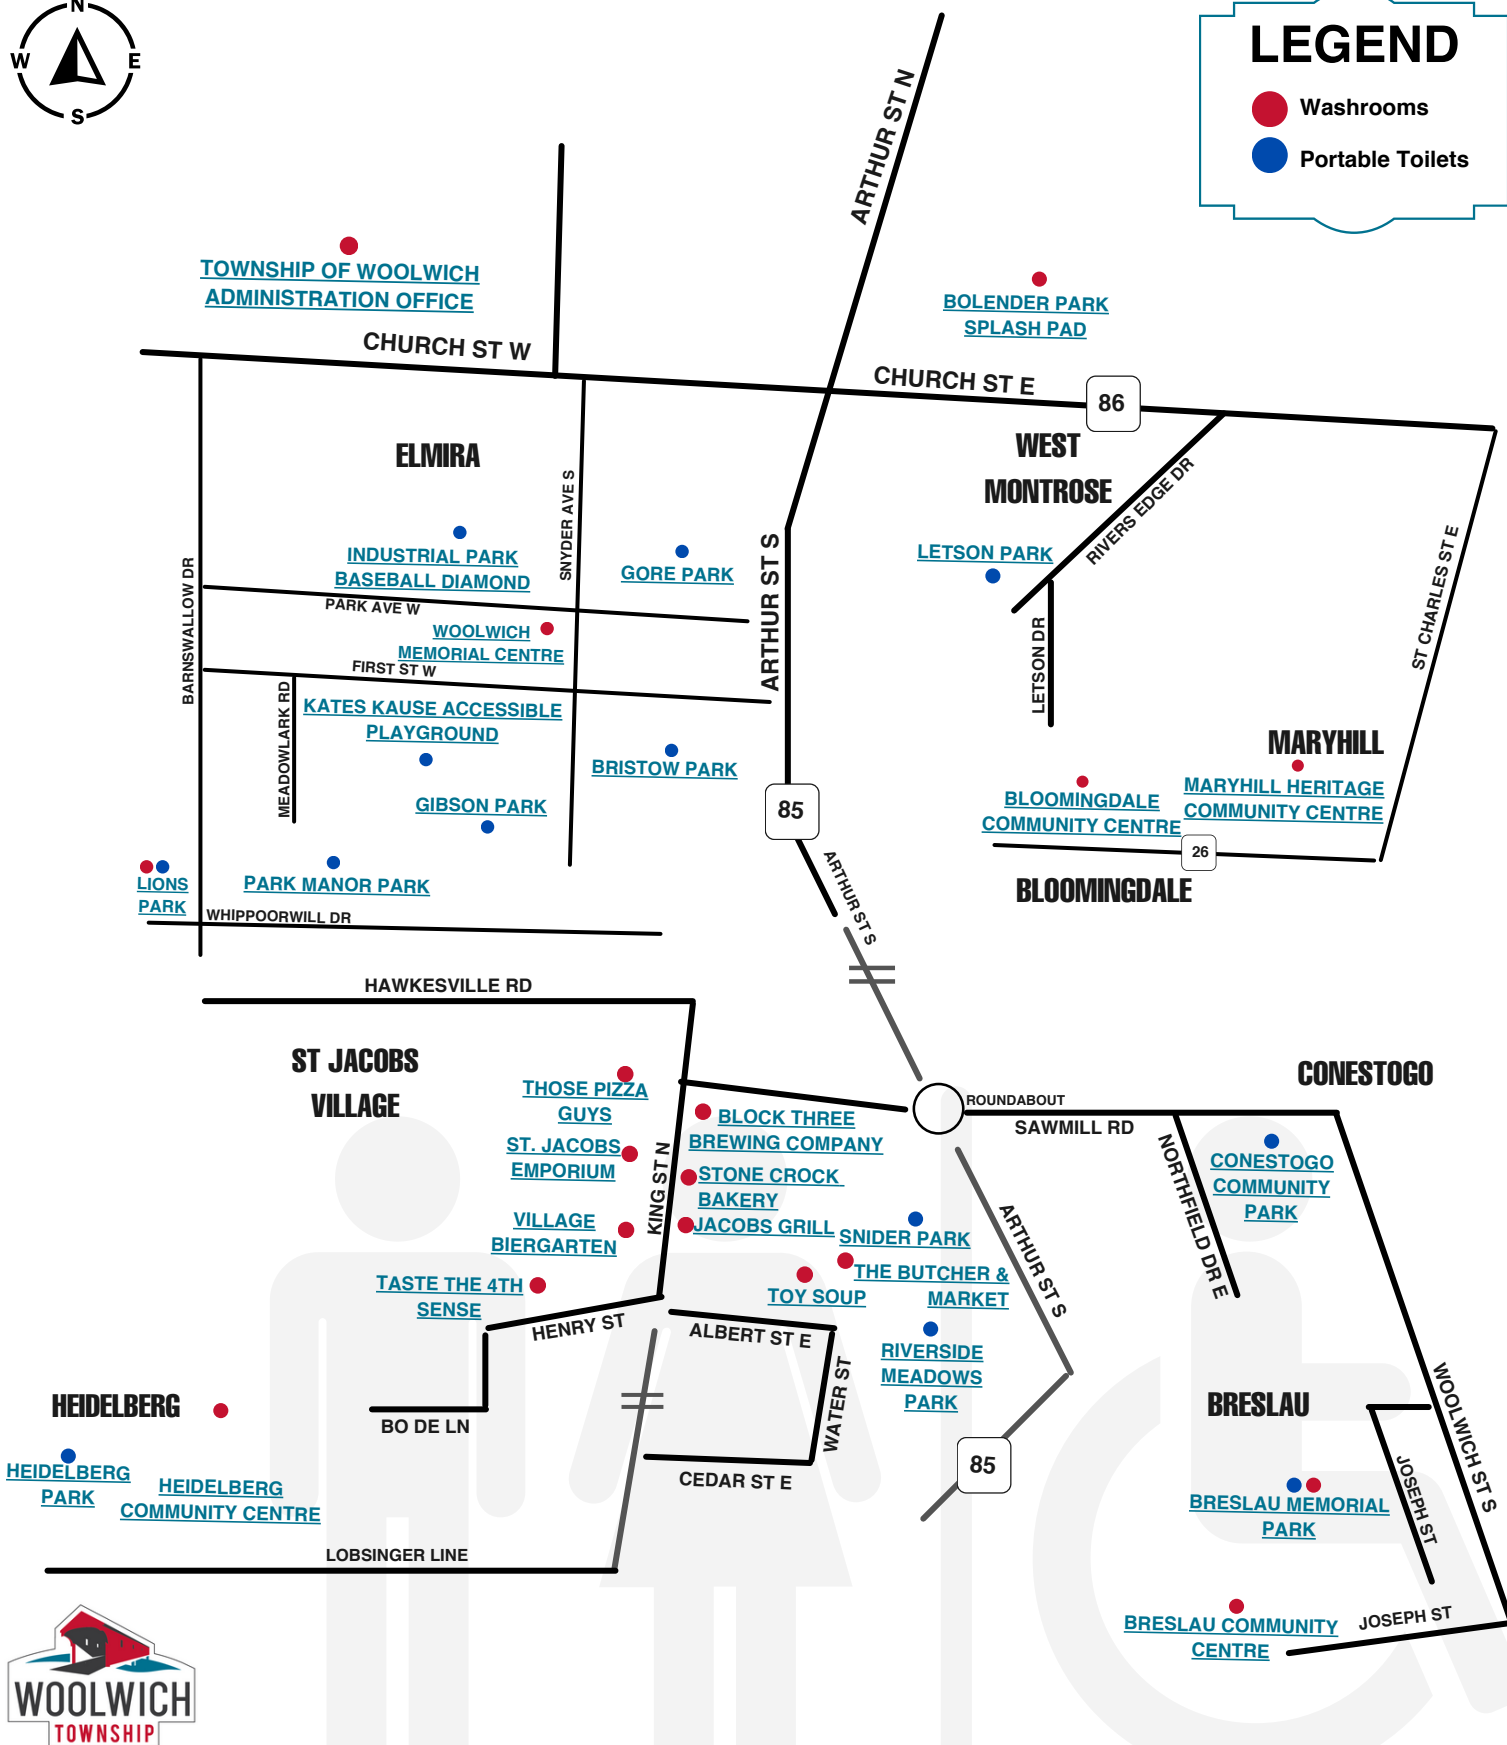 N
W
E
S
LEGEND
Washrooms
Portable Toilets
ARTHUR ST N
TOWNSHIP OF WOOLWICH
ADMINISTRATION OFFICE
BOLENDER PARK
SPLASH PAD
CHURCH ST W
CHURCH ST E
86
ELMIRA
WEST
MONTROSE
SNYDER AVE S
RIVERS EDGE DR
INDUSTRIAL PARK
BASEBALL DIAMOND
GORE PARK
ARTHUR ST S
LETSON PARK
ST CHARLES ST E
BARNSWALLOW DR
PARK AVE W
WOOLWICH
MEMORIAL CENTRE
FIRST ST W
LETSON DR
MEADOWLARK RD
KATES KAUSE ACCESSIBLE
PLAYGROUND
BRISTOW PARK
GIBSON PARK
85
MARYHILL
MARYHILL HERITAGE
COMMUNITY CENTRE
BLOOMINGDALE
COMMUNITY CENTRE
26
BLOOMINGDALE
LIONS
PARK
PARK MANOR PARK
WHIPPOORWILL DR
ARTHUR ST S
HAWKESVILLE RD
ST JACOBS
VILLAGE
CONESTOGO
THOSE PIZZA
GUYS
ROUNDABOUT
SAWMILL RD
BLOCK THREE
BREWING COMPANY
ST. JACOBS
EMPORIUM
KING ST N
STONE CROCK
BAKERY
NORTHFIELD DR E
CONESTOGO
COMMUNITY
PARK
VILLAGE
BIERGARTEN
JACOBS GRILL
SNIDER PARK
ARTHUR ST S
TASTE THE 4TH
SENSE
TOY SOUP
THE BUTCHER &
MARKET
HENRY ST
ALBERT ST E
RIVERSIDE
MEADOWS
PARK
WATER ST
HEIDELBERG
BO DE LN
BRESLAU
WOOLWICH ST S
HEIDELBERG
PARK
HEIDELBERG
COMMUNITY CENTRE
CEDAR ST E
85
JOSEPH ST
BRESLAU MEMORIAL
PARK
LOBSINGER LINE
BRESLAU COMMUNITY
CENTRE
JOSEPH ST
WOOLWICH
TOWNSHIP